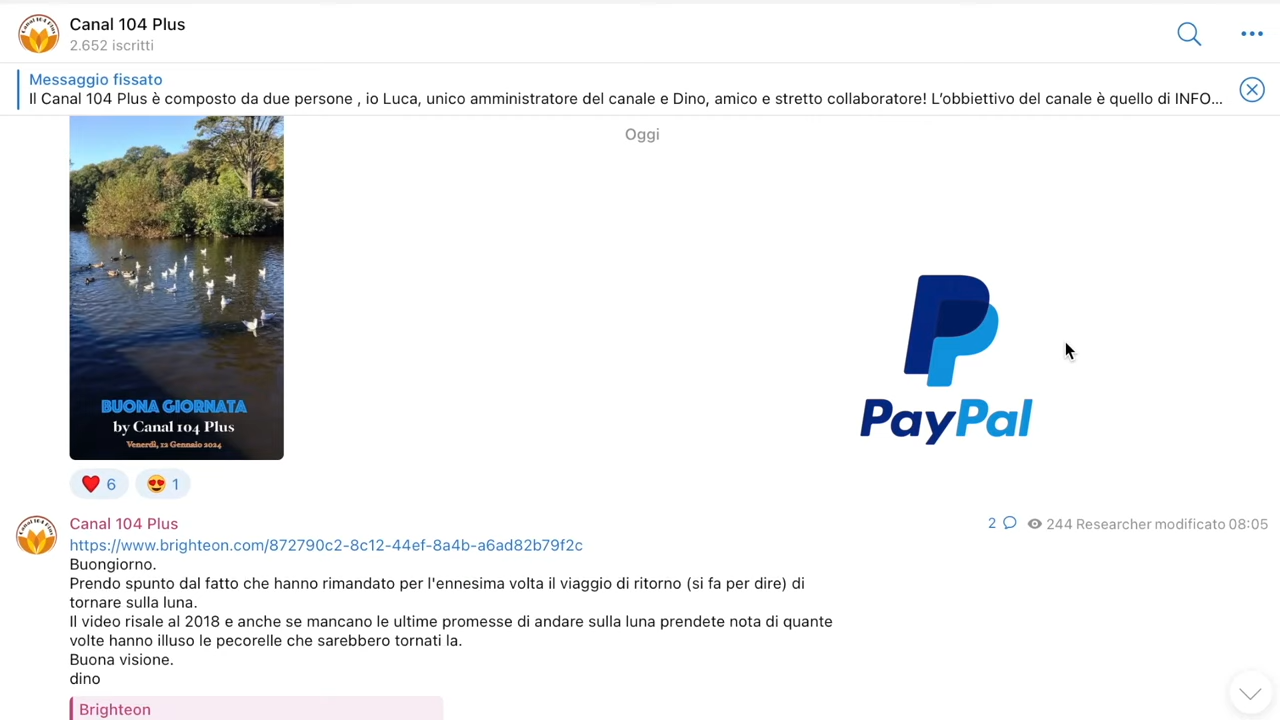 Canal 104 Plus
2.652 iscritti
Messaggio fissato
Il Canal 104 Plus è composto da due persone , io Luca, unico amministratore del canale e Dino, amico e stretto collaboratore! L'obbiettivo del canale è quello di INFO...
Oggi
BUONA GIORNATA
by Canal 104 Plus
Venerdì, 12 Gennaio 2024
PayPal
6
1
Canal 104 Plus
2
244 Researcher modificato 08:05
https://www.brighteon.com/872790c2-8c12-44ef-8a4b-a6ad82b79f2c
Buongiorno.
Prendo spunto dal fatto che hanno rimandato per l'ennesima volta il viaggio di ritorno (si fa per dire) di
tornare sulla luna.
Il video risale al 2018 e anche se mancano le ultime promesse di andare sulla luna prendete nota di quante
volte hanno illuso le pecorelle che sarebbero tornati la.
Buona visione.
dino
Brighteon